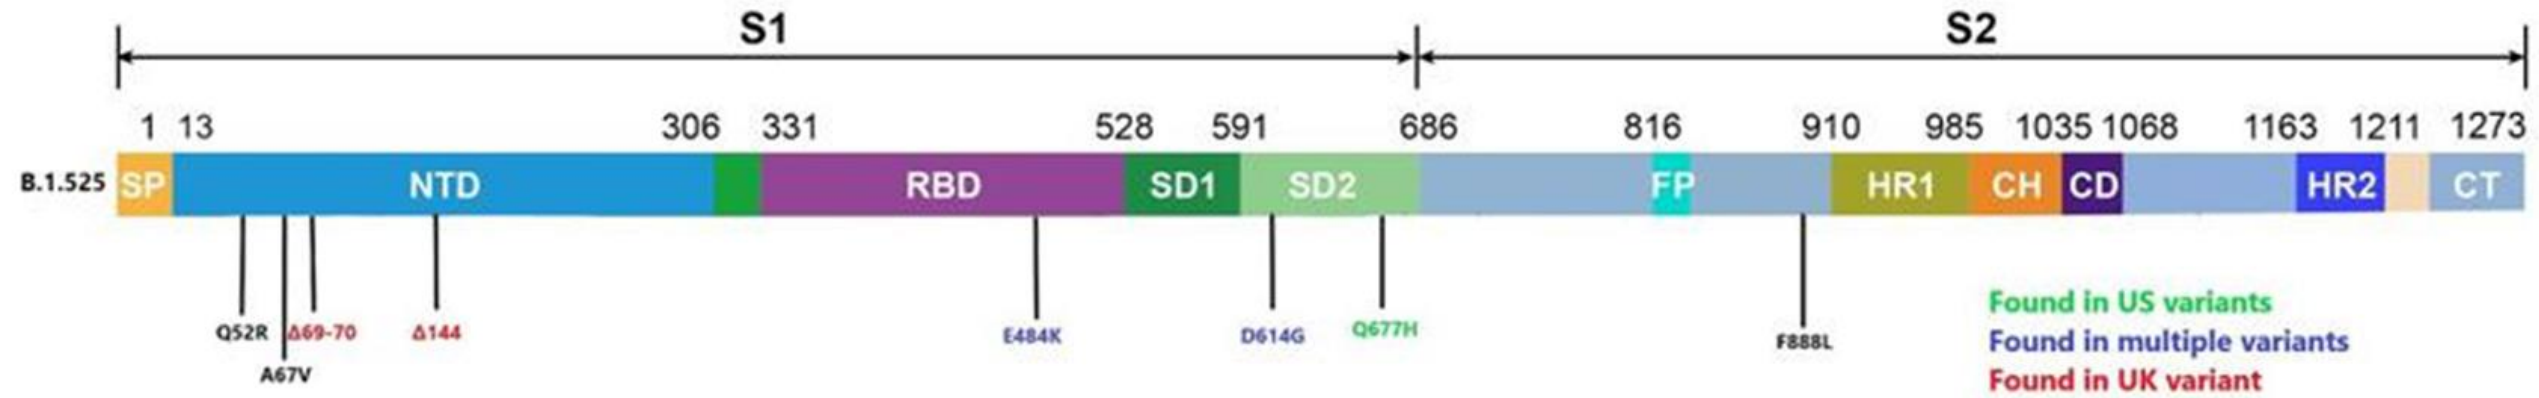 S1 S2
1 13 306 331 528 591 686 816 910 985 1035 1068 1163 1211 1273
B.1.525 SP NTD RBD SD1 SD2 FP HR1 CH CD HR2 CT
Q52R Δ69-70 Δ144 E484K D614G Q677H F888L
A67V
Found in US variants
Found in multiple variants
Found in UK variant